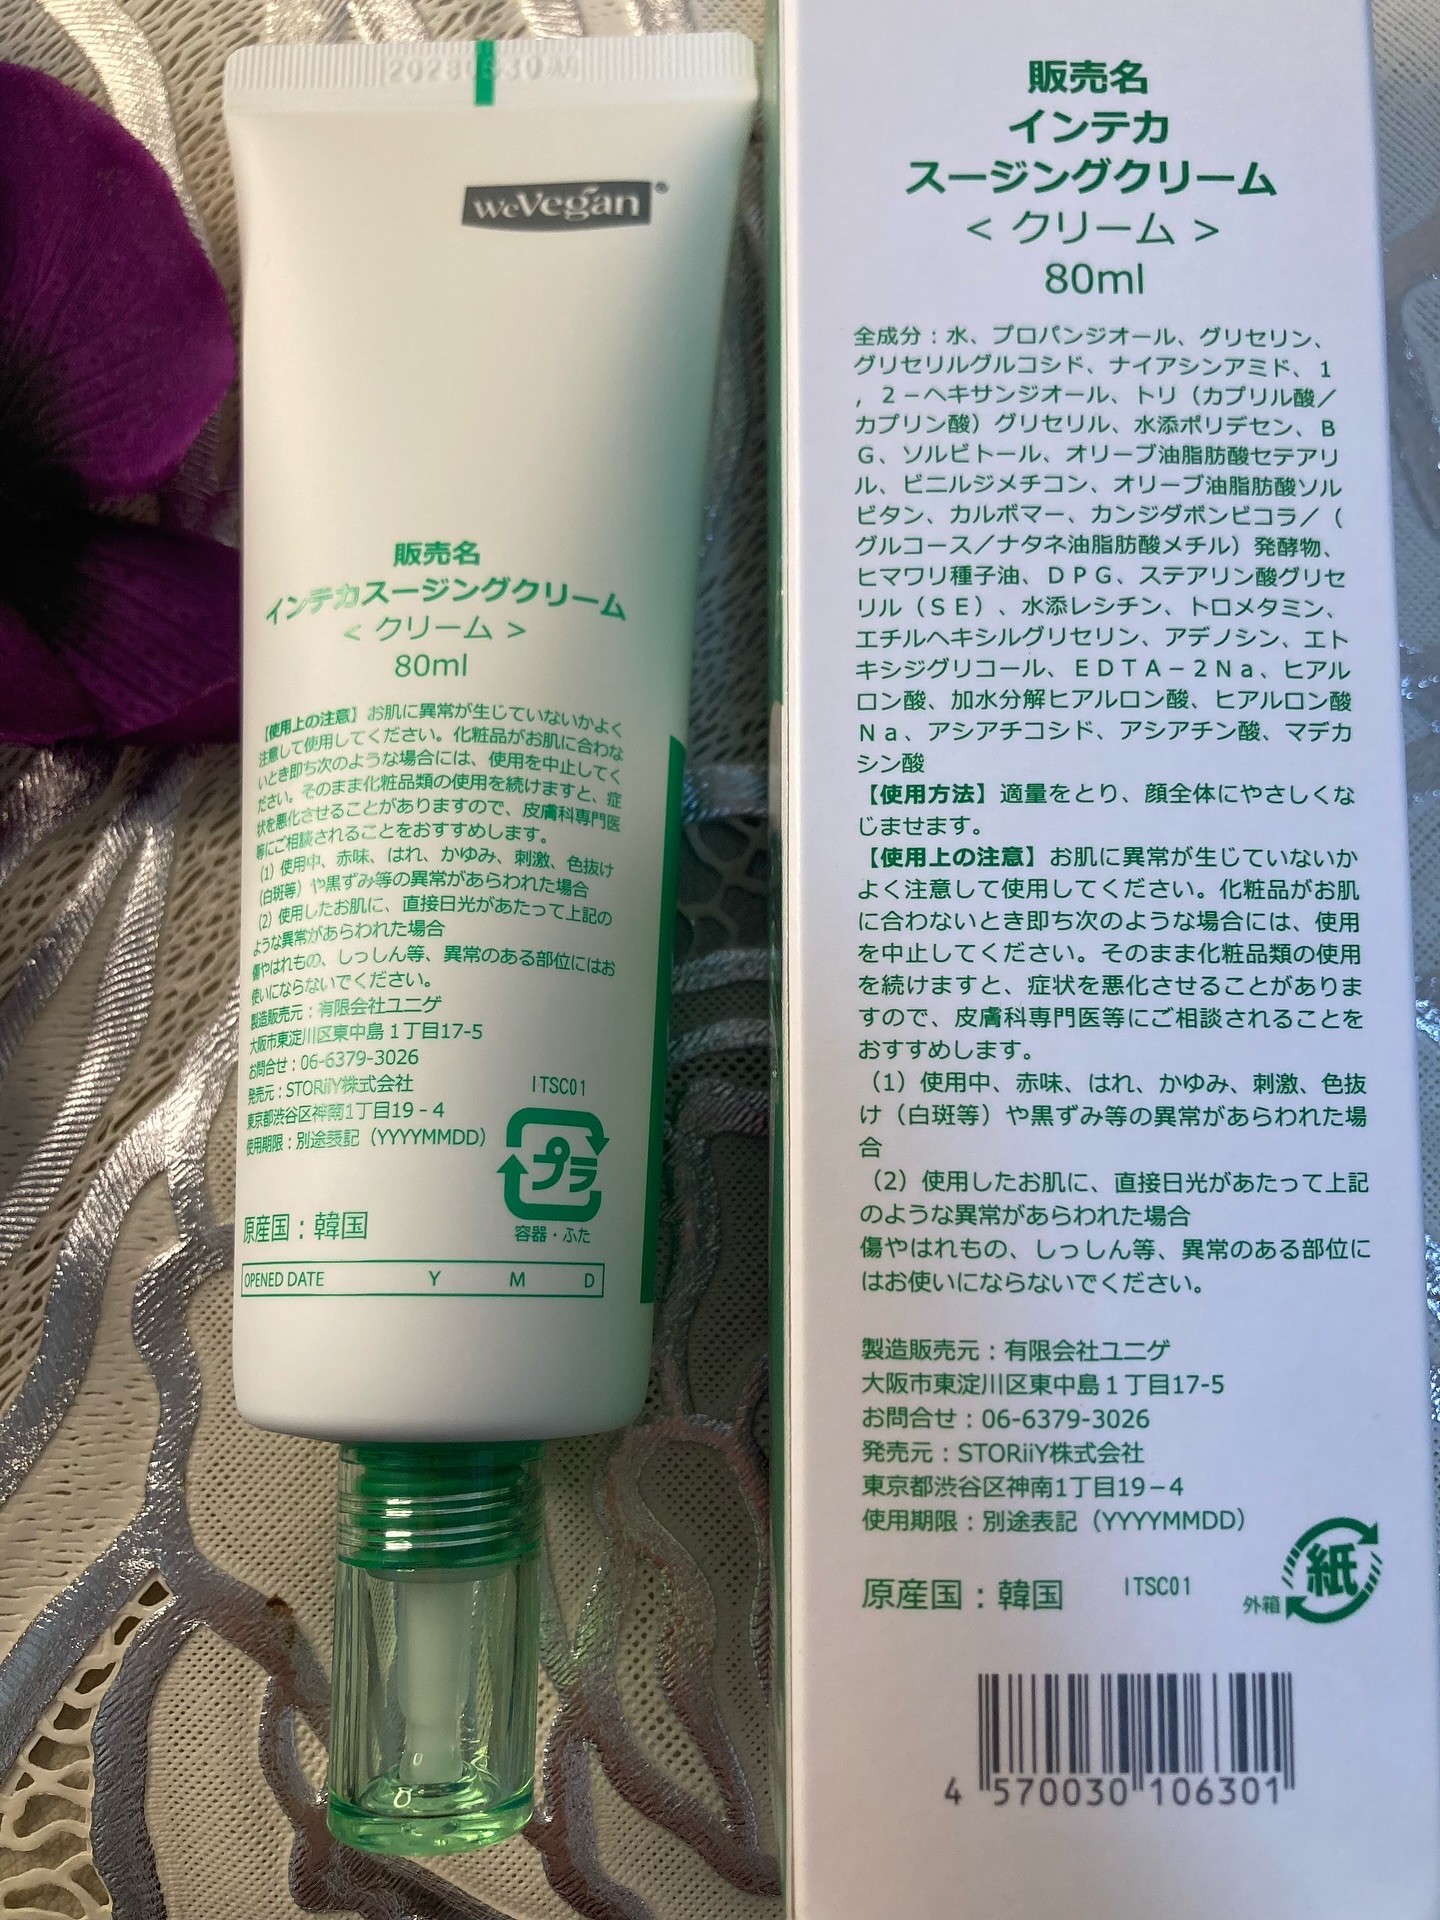 weVegan®
販売名
インテカスージングクリーム
< クリーム >
80ml
【使用上の注意】お肌に異常が生じていないかよく
注意して使用してください。化粧品がお肌に合わな
いとき即ち次のような場合には、使用を中止してく
ださい。そのまま化粧品類の使用を続けますと、症
状を悪化させることがありますので、皮膚科専門医
等にご相談されることをおすすめします。
(1) 使用中、赤味、はれ、かゆみ、刺激、色抜け
(白斑等）や黒ずみ等の異常があらわれた場合
(2) 使用したお肌に、直接日光があたって上記の
ような異常があらわれた場合
傷やはれもの、しっしん等、異常のある部位にはお
使いにならないでください。
製造販売元：有限会社ユニゲ
大阪市東淀川区東中島１丁目17-5
お問合せ：06-6379-3026
発売元：STORiiY株式会社
東京都渋谷区神南1丁目19－4
使用期限：別途表記（YYYYMMDD）
ITSC01
プラ
容器・ふた
原産国：韓国
OPENED DATE Y M D
販売名
インテカ
スージングクリーム
< クリーム >
80ml
全成分：水、プロパンジオール、グリセリン、
グリセリルグルコシド、ナイアシンアミド、１
，２－ヘキサンジオール、トリ（カプリル酸／
カプリン酸）グリセリル、水添ポリデセン、Ｂ
Ｇ、ソルビトール、オリーブ油脂肪酸セテアリ
ル、ビニルジメチコン、オリーブ油脂肪酸ソル
ビタン、カルボマー、カンジダボンビコラ／（
グルコース／ナタネ油脂肪酸メチル）発酵物、
ヒマワリ種子油、ＤＰＧ、ステアリン酸グリセ
リル（ＳＥ）、水添レシチン、トロメタミン、
エチルヘキシルグリセリン、アデノシン、エト
キシジグリコール、ＥＤＴＡ－２Ｎａ、ヒアル
ロン酸、加水分解ヒアルロン酸、ヒアルロン酸
Ｎａ、アシアチコシド、アシアチン酸、マデカ
シン酸
【使用方法】適量をとり、顔全体にやさしくな
じませます。
【使用上の注意】お肌に異常が生じていないか
よく注意して使用してください。化粧品がお肌
に合わないとき即ち次のような場合には、使用
を中止してください。そのまま化粧品類の使用
を続けますと、症状を悪化させることがありま
すので、皮膚科専門医等にご相談されることを
おすすめします。
（1）使用中、赤味、はれ、かゆみ、刺激、色抜
け（白斑等）や黒ずみ等の異常があらわれた場
合
（2）使用したお肌に、直接日光があたって上記
のような異常があらわれた場合
傷やはれもの、しっしん等、異常のある部位に
はお使いにならないでください。
製造販売元：有限会社ユニゲ
大阪市東淀川区東中島１丁目17-5
お問合せ：06-6379-3026
発売元：STORiiY株式会社
東京都渋谷区神南1丁目19－4
使用期限：別途表記（YYYYMMDD）
原産国：韓国
ITSC01
外箱
紙
4 570030 106301